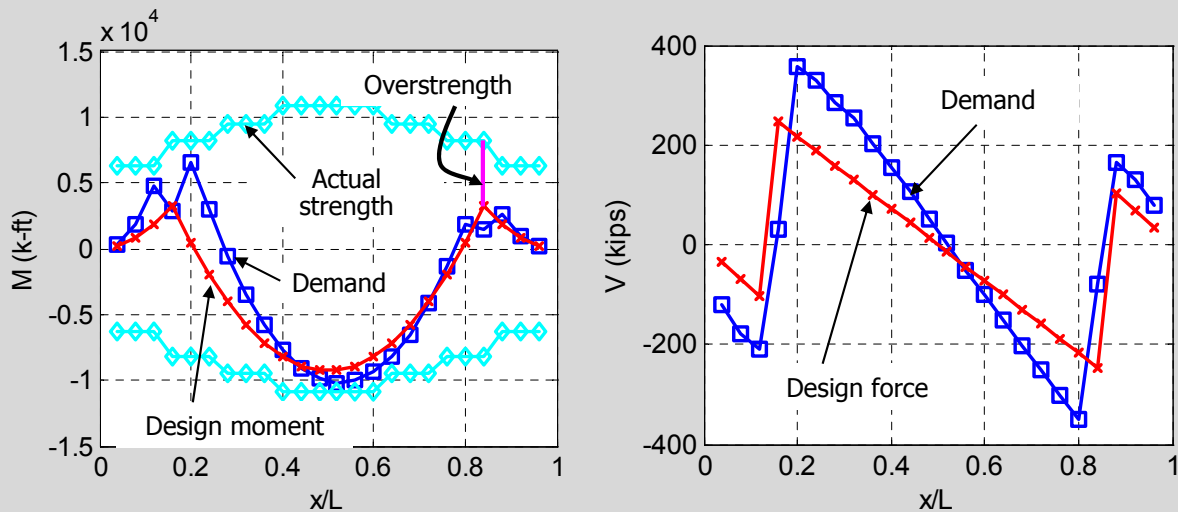 x 10⁴
1.5
1
0.5
0
-0.5
-1
-1.5
M (k-ft)
0
0.2
0.4
0.6
0.8
1
x/L
Overstrength
Actual
strength
Demand
Design moment
400
200
0
-200
-400
V (kips)
0
0.2
0.4
0.6
0.8
1
x/L
Demand
Design force